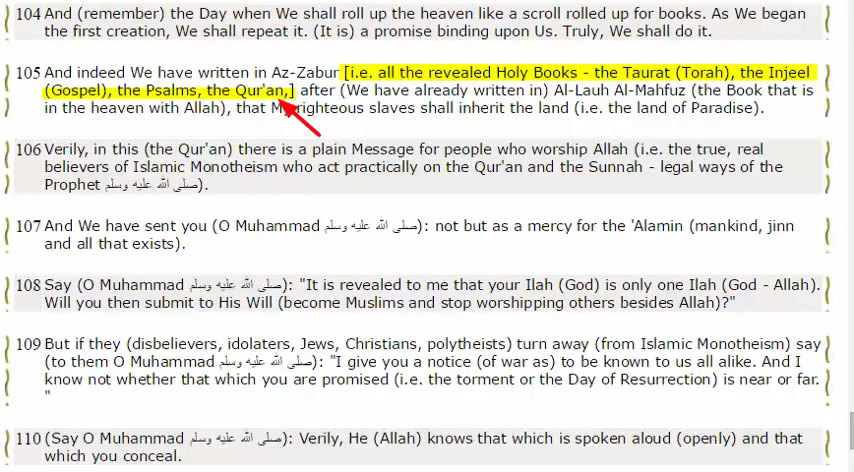 104 And (remember) the Day when We shall roll up the heaven like a scroll rolled up for books. As We began
the first creation, We shall repeat it. (It is) a promise binding upon Us. Truly, We shall do it.
105 And indeed We have written in Az-Zabur [i.e. all the revealed Holy Books - the Taurat (Torah), the Injeel
(Gospel), the Psalms, the Qur'an,] after (We have already written in) Al-Lauh Al-Mahfuz (the Book that is
in the heaven with Allah), that My righteous slaves shall inherit the land (i.e. the land of Paradise).
106 Verily, in this (the Qur'an) there is a plain Message for people who worship Allah (i.e. the true, real
believers of Islamic Monotheism who act practically on the Qur'an and the Sunnah - legal ways of the
Prophet صلى الله عليه وسلم).
107 And We have sent you (O Muhammad صلى الله عليه وسلم): not but as a mercy for the 'Alamin (mankind, jinn
and all that exists).
108 Say (O Muhammad صلى الله عليه وسلم): "It is revealed to me that your Ilah (God) is only one Ilah (God - Allah).
Will you then submit to His Will (become Muslims and stop worshipping others besides Allah)?"
109 But if they (disbelievers, idolaters, Jews, Christians, polytheists) turn away (from Islamic Monotheism) say
(to them O Muhammad صلى الله عليه وسلم): "I give you a notice (of war as) to be known to us all alike. And I
know not whether that which you are promised (i.e. the torment or the Day of Resurrection) is near or far.
"
110 (Say O Muhammad صلى الله عليه وسلم): Verily, He (Allah) knows that which is spoken aloud (openly) and that
which you conceal.